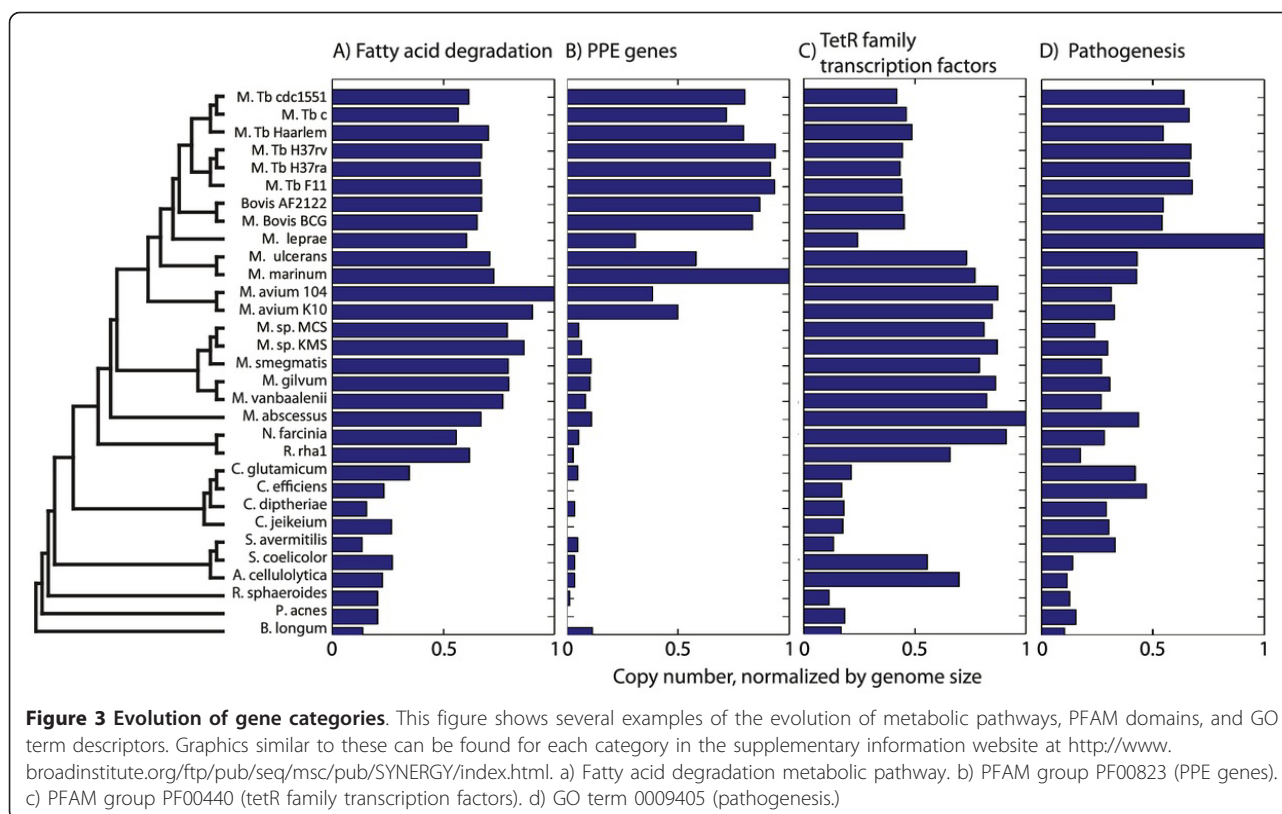 A) Fatty acid degradation
B) PPE genes
C) TetR family
transcription factors
D) Pathogenesis
M. Tb cdc1551
M. Tb c
M. Tb Haarlem
M. Tb H37rv
M. Tb H37ra
M. Tb F11
Bovis AF2122
M. Bovis BCG
M. leprae
M. ulcerans
M. marinum
M. avium 104
M. avium K10
M. sp. MCS
M. sp. KMS
M. smegmatis
M. gilvum
M. vanbaalenii
M. abscessus
N. farcinia
R. rha1
C. glutamicum
C. efficiens
C. diptheriae
C. jeikeium
S. avermitilis
S. coelicolor
A. cellulolytica
R. sphaeroides
P. acnes
B. longum
0 0.5 1 0 0.5 1 0 0.5 1 0 0.5 1
Copy number, normalized by genome size
Figure 3 Evolution of gene categories. This figure shows several examples of the evolution of metabolic pathways, PFAM domains, and GO
term descriptors. Graphics similar to these can be found for each category in the supplementary information website at http://www.
broadinstitute.org/ftp/pub/seq/msc/pub/SYNERGY/index.html. a) Fatty acid degradation metabolic pathway. b) PFAM group PF00823 (PPE genes).
c) PFAM group PF00440 (tetR family transcription factors). d) GO term 0009405 (pathogenesis.)